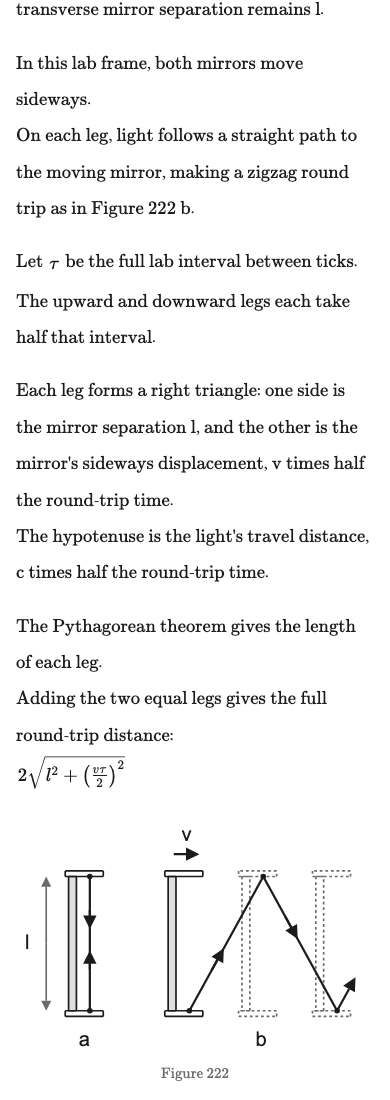 transverse mirror separation remains l.
In this lab frame, both mirrors move
sideways.
On each leg, light follows a straight path to
the moving mirror, making a zigzag round
trip as in Figure 222 b.
Let τ be the full lab interval between ticks.
The upward and downward legs each take
half that interval.
Each leg forms a right triangle: one side is
the mirror separation l, and the other is the
mirror's sideways displacement, v times half
the round-trip time.
The hypotenuse is the light's travel distance,
c times half the round-trip time.
The Pythagorean theorem gives the length
of each leg.
Adding the two equal legs gives the full
round-trip distance:
2√(l² + (vτ/2)²)
v
l
a
b
Figure 222